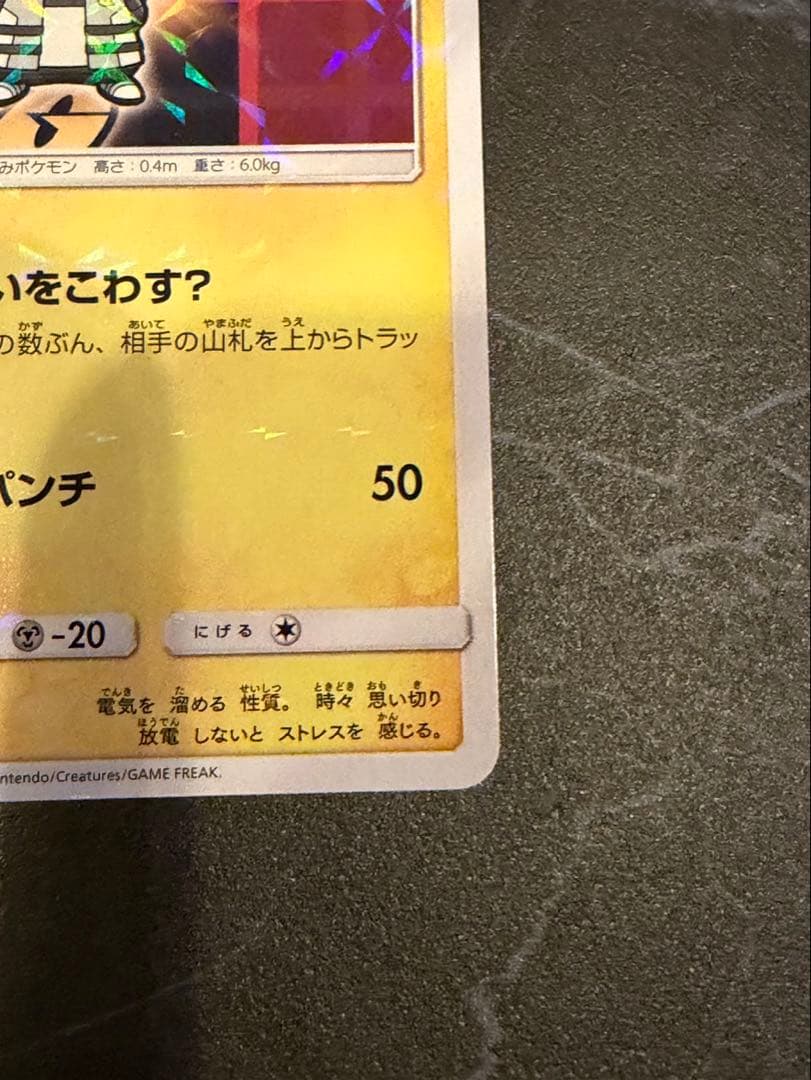 みポケモン 高さ：0.4m 重さ：6.0kg
いをこわす？
の数ぶん、相手の山札を上からトラッ
パンチ 50
-20 にげる
電気を 溜める 性質。 時々 思い切り
放電 しないと ストレスを 感じる。
ntendo/Creatures/GAME FREAK.